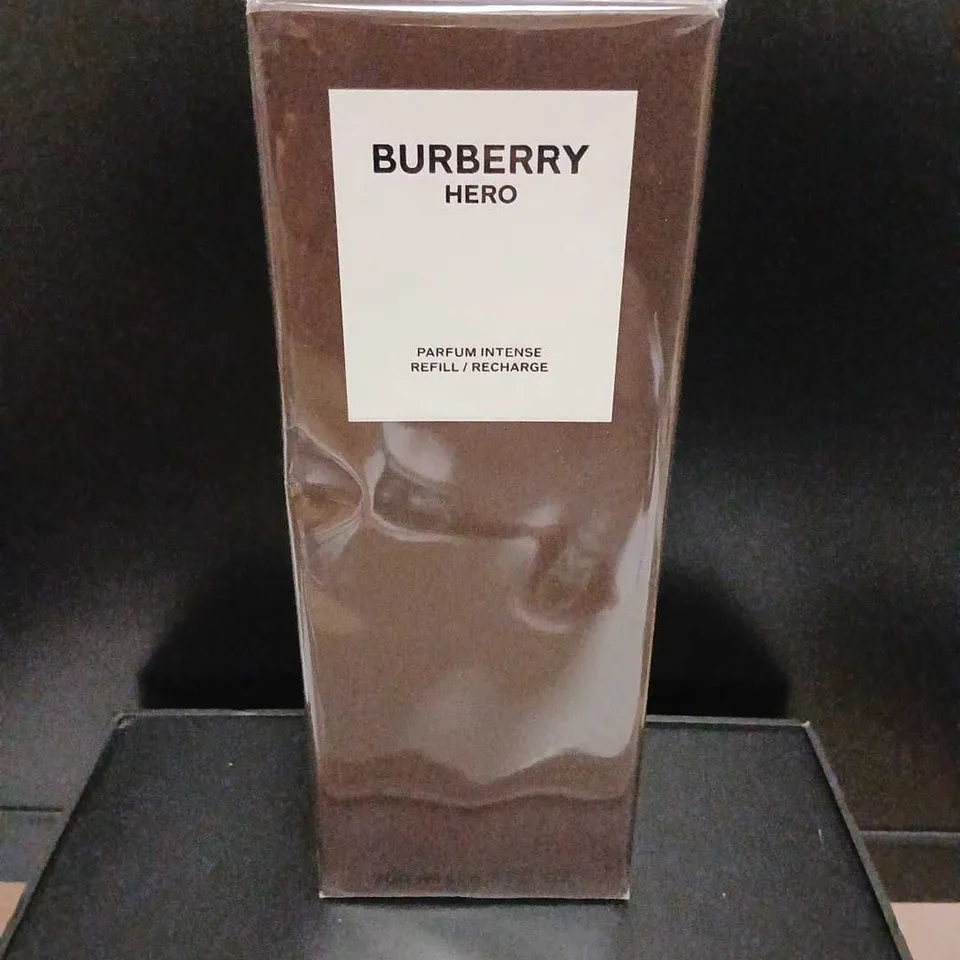 BURBERRY
HERO
PARFUM INTENSE
REFILL / RECHARGE